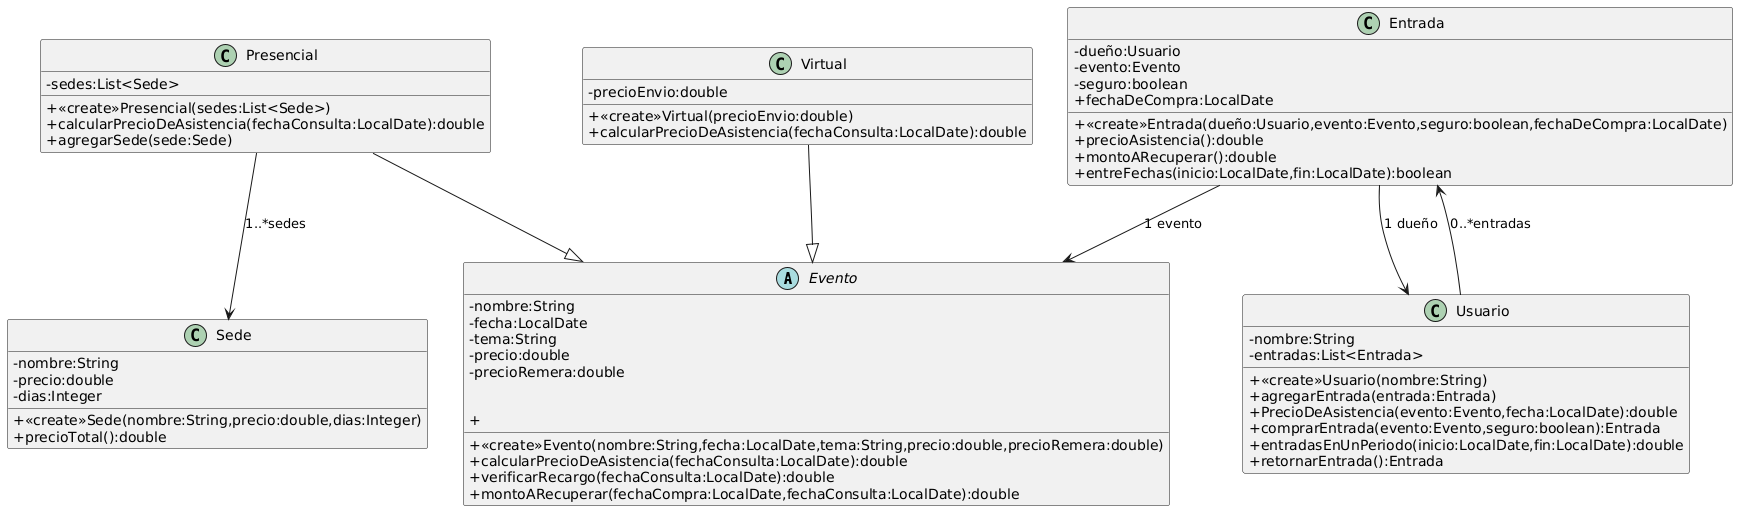 C Presencial
-sedes:List<Sede>
+«create»Presencial(sedes:List<Sede>)
+calcularPrecioDeAsistencia(fechaConsulta:LocalDate):double
+agregarSede(sede:Sede)
C Virtual
-precioEnvio:double
+«create»Virtual(precioEnvio:double)
+calcularPrecioDeAsistencia(fechaConsulta:LocalDate):double
C Entrada
-dueño:Usuario
-evento:Evento
-seguro:boolean
+fechaDeCompra:LocalDate
+«create»Entrada(dueño:Usuario,evento:Evento,seguro:boolean,fechaDeCompra:LocalDate)
+precioAsistencia():double
+montoARecuperar():double
+entreFechas(inicio:LocalDate,fin:LocalDate):boolean
1..*sedes
1 evento
1 dueño
0..*entradas
C Sede
-nombre:String
-precio:double
-dias:Integer
+«create»Sede(nombre:String,precio:double,dias:Integer)
+precioTotal():double
A Evento
-nombre:String
-fecha:LocalDate
-tema:String
-precio:double
-precioRemera:double
+
+«create»Evento(nombre:String,fecha:LocalDate,tema:String,precio:double,precioRemera:double)
+calcularPrecioDeAsistencia(fechaConsulta:LocalDate):double
+verificarRecargo(fechaConsulta:LocalDate):double
+montoARecuperar(fechaCompra:LocalDate,fechaConsulta:LocalDate):double
C Usuario
-nombre:String
-entradas:List<Entrada>
+«create»Usuario(nombre:String)
+agregarEntrada(entrada:Entrada)
+PrecioDeAsistencia(evento:Evento,fecha:LocalDate):double
+comprarEntrada(evento:Evento,seguro:boolean):Entrada
+entradasEnUnPeriodo(inicio:LocalDate,fin:LocalDate):double
+retornarEntrada():Entrada